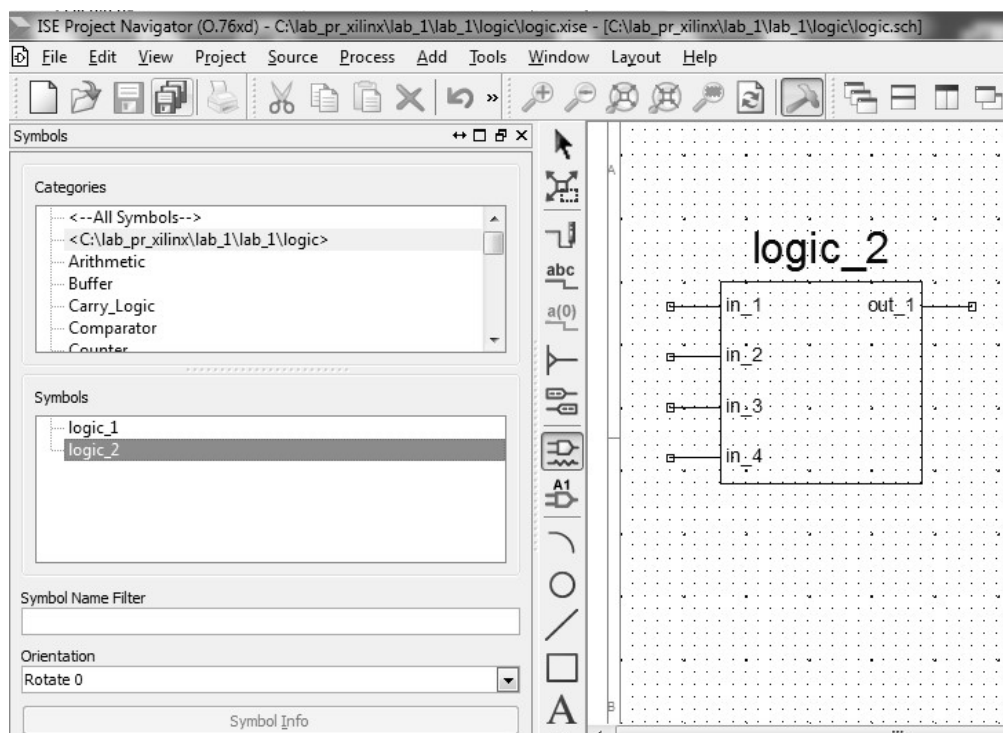 ISE Project Navigator (O.76xd) - C:\lab_pr_xilinx\lab_1\lab_1\logic\logic.xise - [C:\lab_pr_xilinx\lab_1\lab_1\logic\logic.sch]
File Edit View Project Source Process Add Tools Window Layout Help
»
Symbols
Categories
<--All Symbols-->
<C:\lab_pr_xilinx\lab_1\lab_1\logic>
Arithmetic
Buffer
Carry_Logic
Comparator
Counter
Symbols
logic_1
logic_2
Symbol Name Filter
Orientation
Rotate 0
Symbol Info
abc
a(0)
A1
A
A
logic_2
in_1 out_1
in_2
in_3
in_4
B